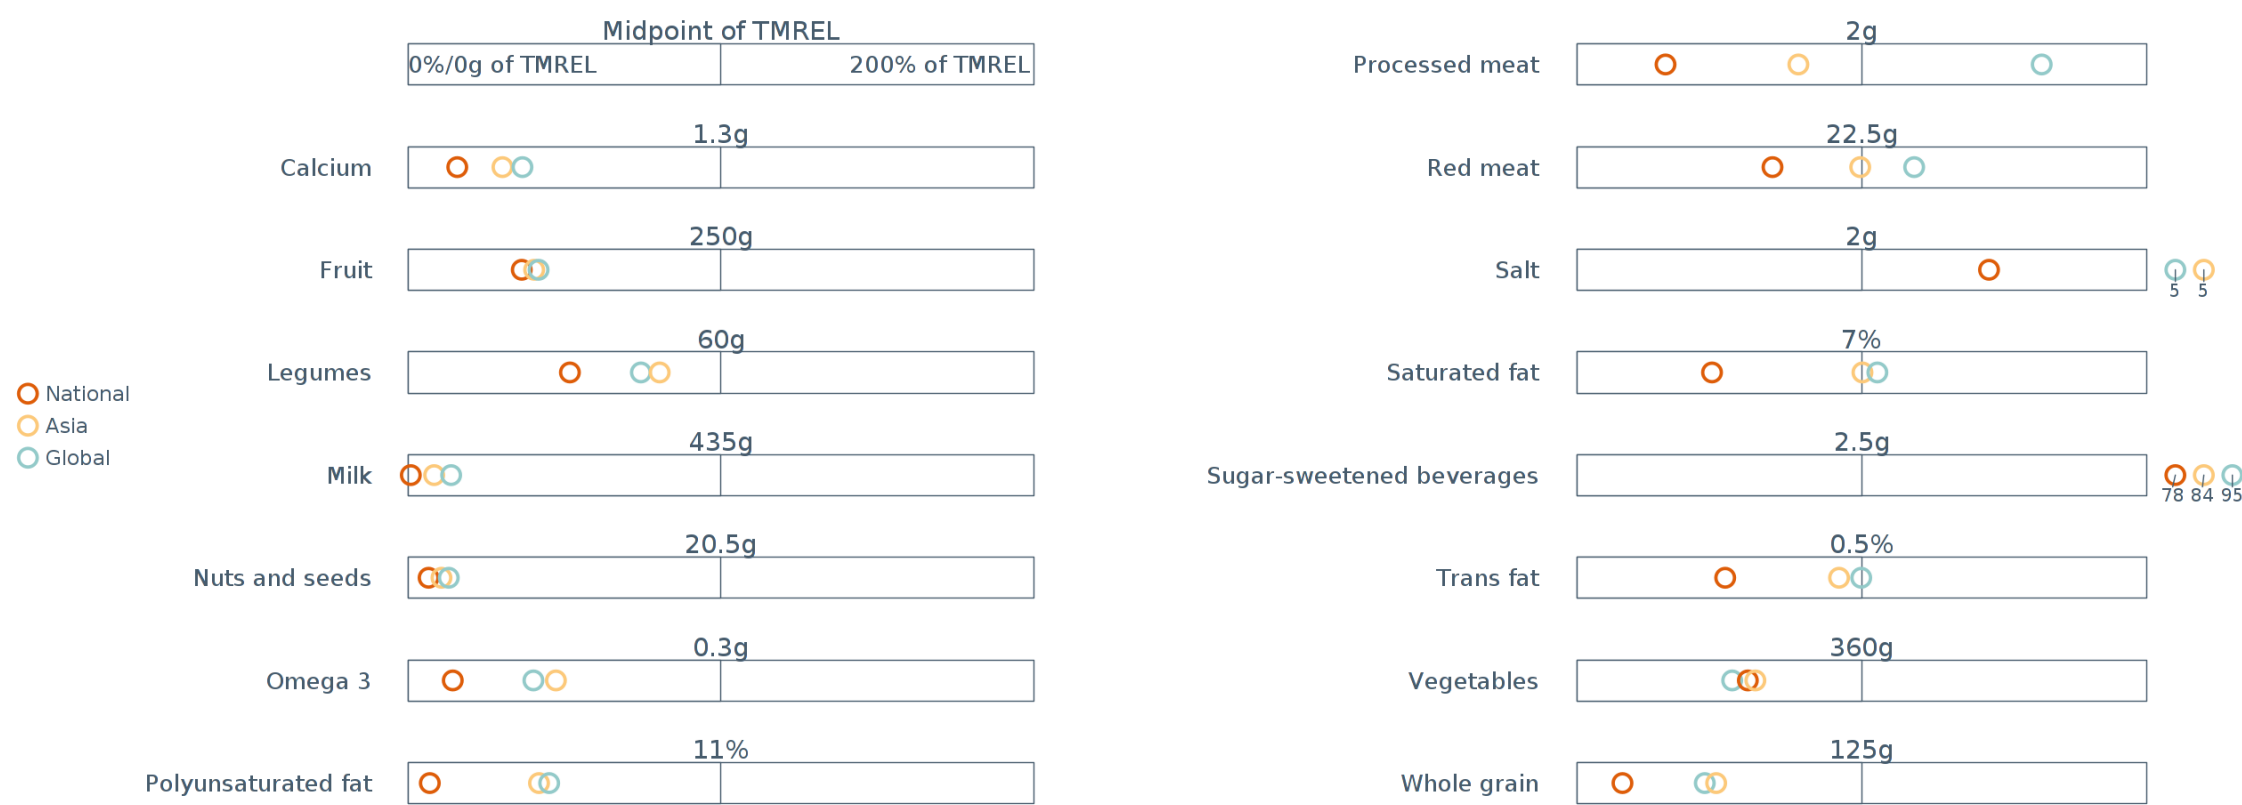 Midpoint of TMREL
0%/0g of TMREL
200% of TMREL
1.3g
Calcium
250g
Fruit
60g
Legumes
435g
Milk
20.5g
Nuts and seeds
0.3g
Omega 3
11%
Polyunsaturated fat
National
Asia
Global
2g
Processed meat
22.5g
Red meat
2g
Salt
5 5
7%
Saturated fat
2.5g
Sugar-sweetened beverages
78 84 95
0.5%
Trans fat
360g
Vegetables
125g
Whole grain